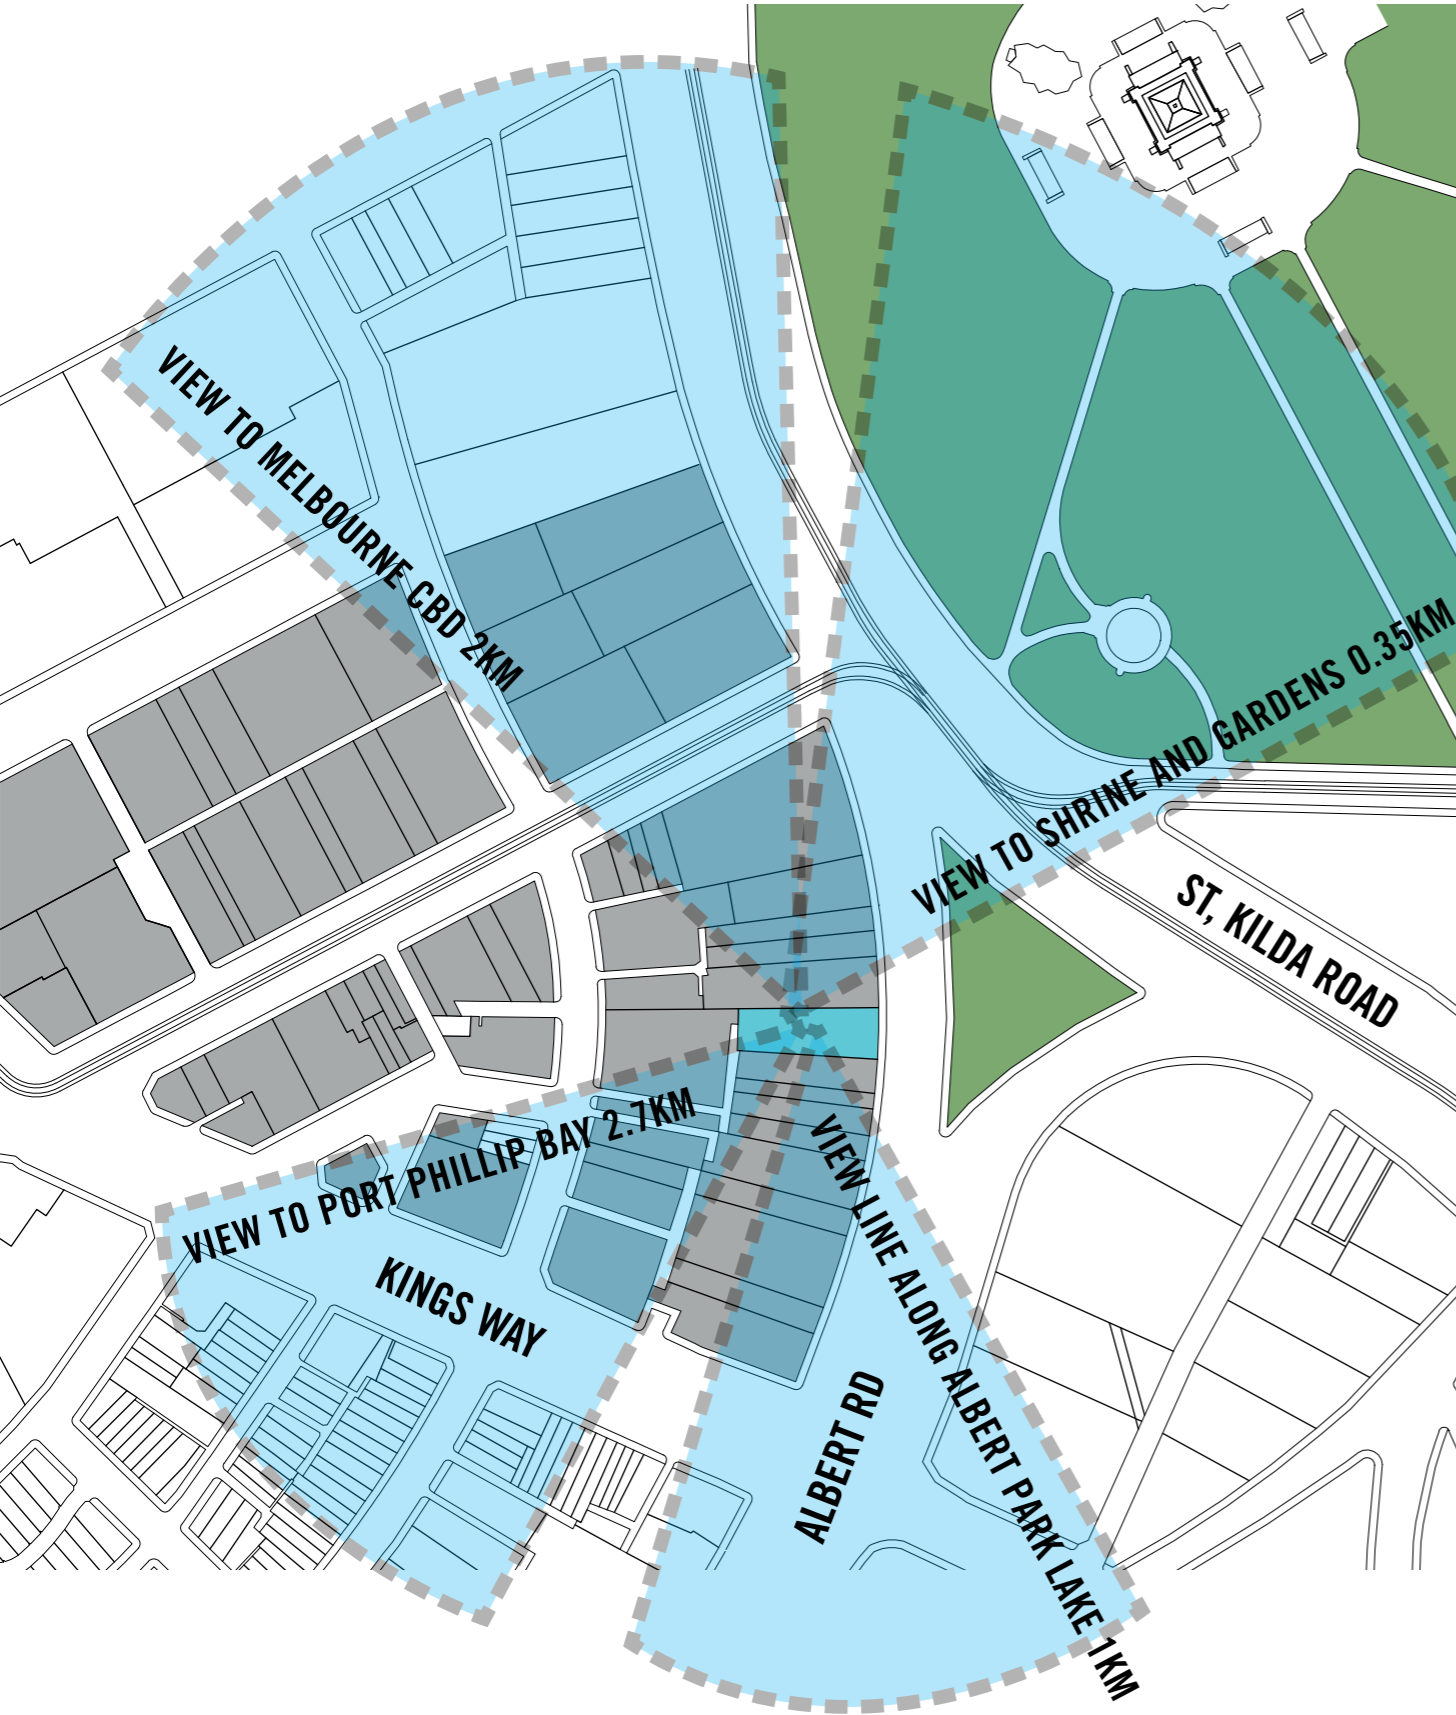 VIEW TO MELBOURNE CBD 2KM
VIEW TO SHRINE AND GARDENS 0.35KM
ST, KILDA ROAD
VIEW TO PORT PHILLIP BAY 2.7KM
KINGS WAY
VIEW LINE ALONG ALBERT PARK LAKE 1KM
ALBERT RD